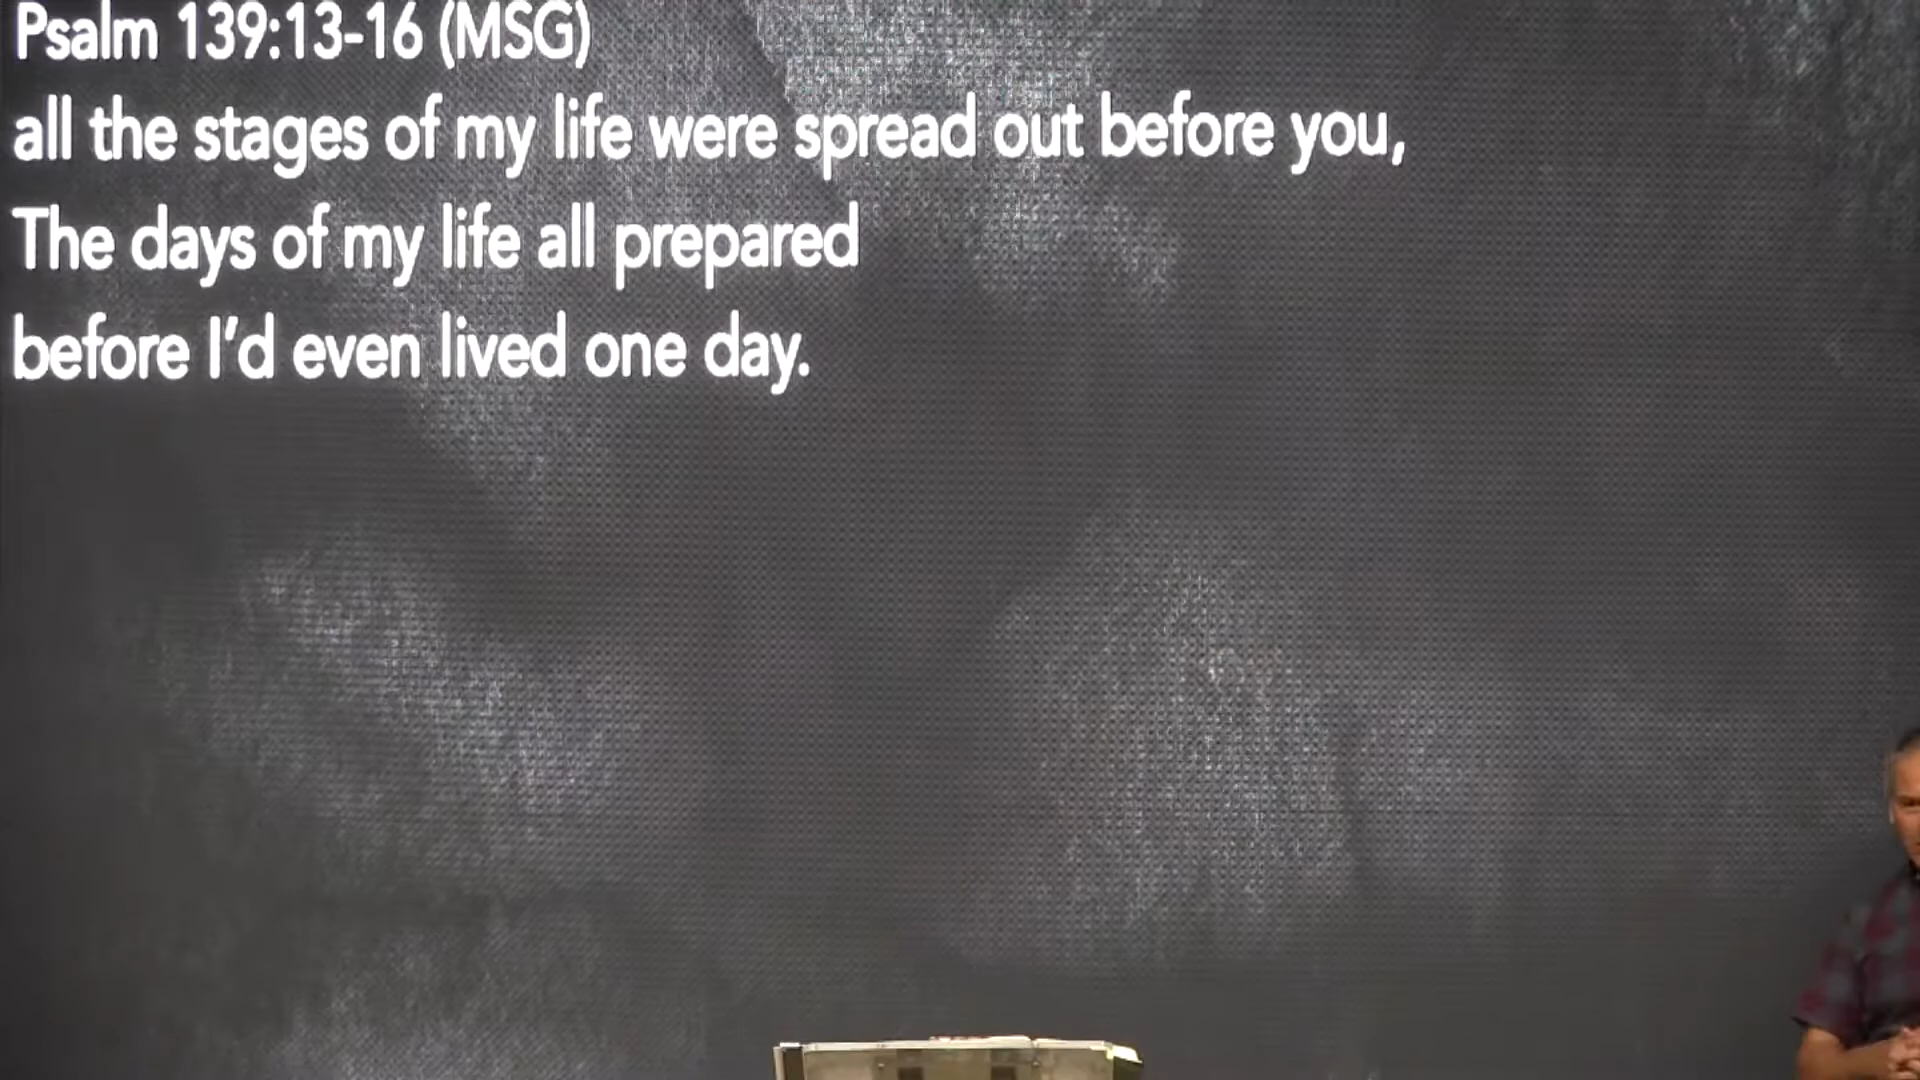 Psalm 139:13-16 (MSG)
all the stages of my life were spread out before you,
The days of my life all prepared
before I’d even lived one day.